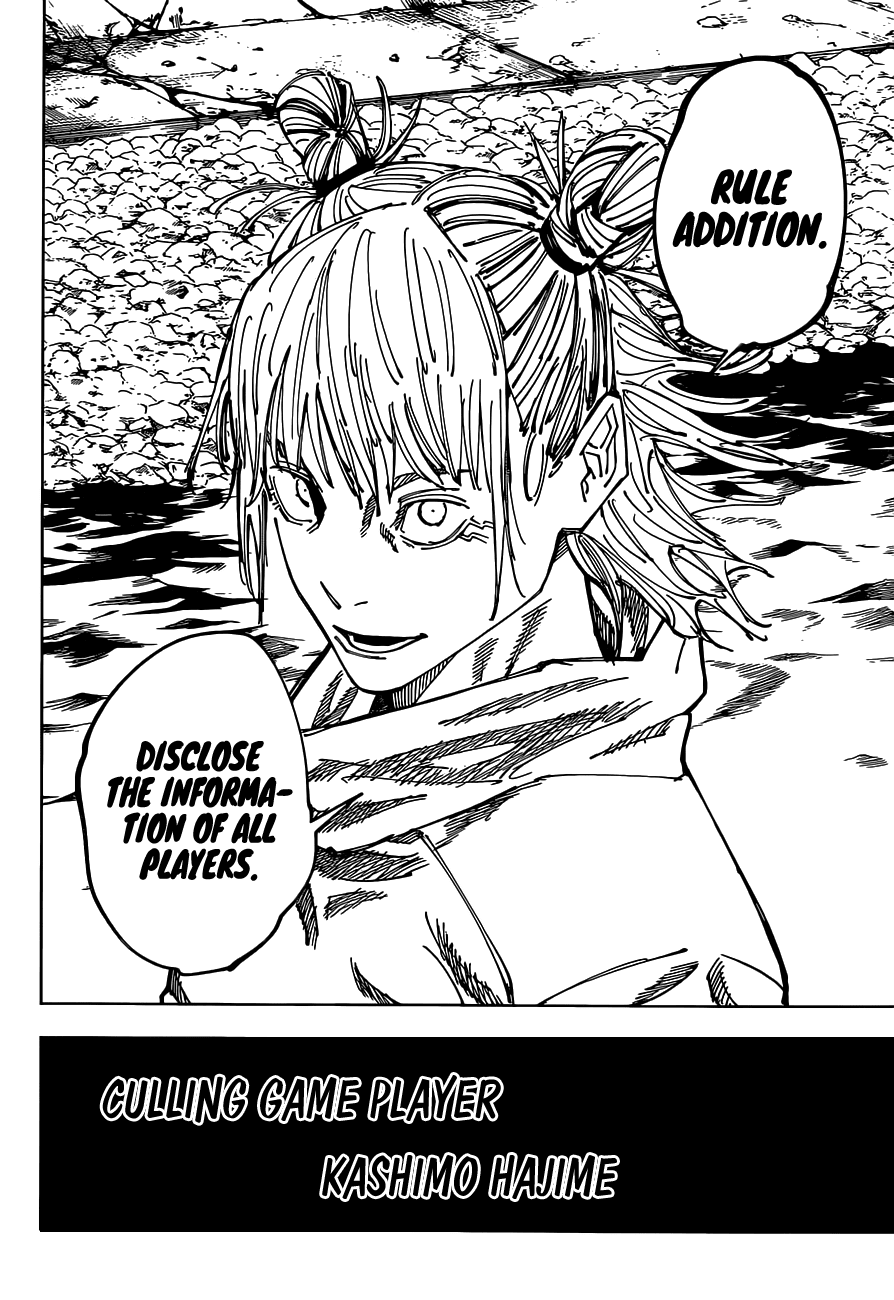 RULE
ADDITION.
DISCLOSE
THE INFORMA-
TION OF ALL
PLAYERS.
CULLING GAME PLAYER
KASHIMO HAJIME